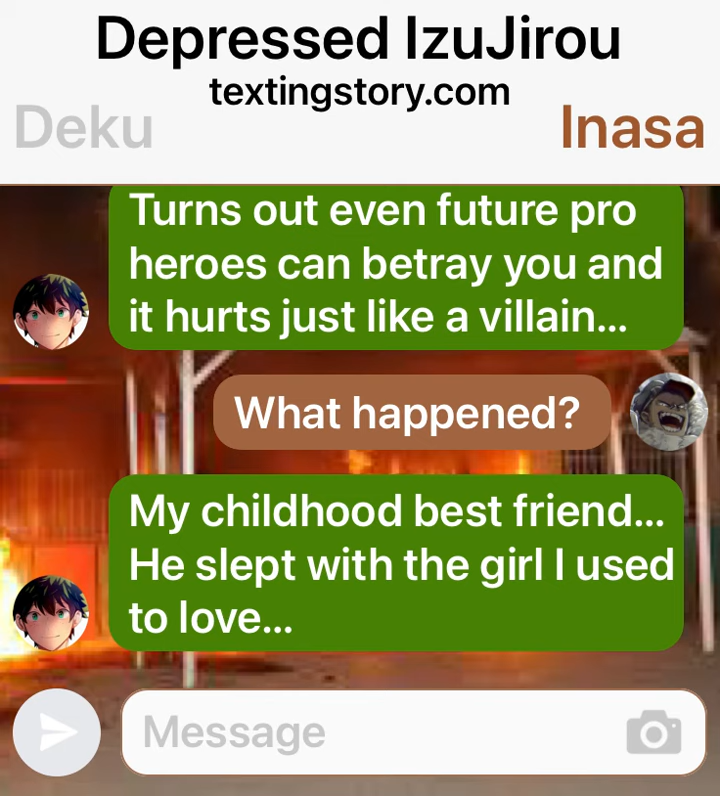 Depressed IzuJirou
textingstory.com
Deku
Inasa
Turns out even future pro
heroes can betray you and
it hurts just like a villain...
What happened?
My childhood best friend...
He slept with the girl I used
to love...
Message